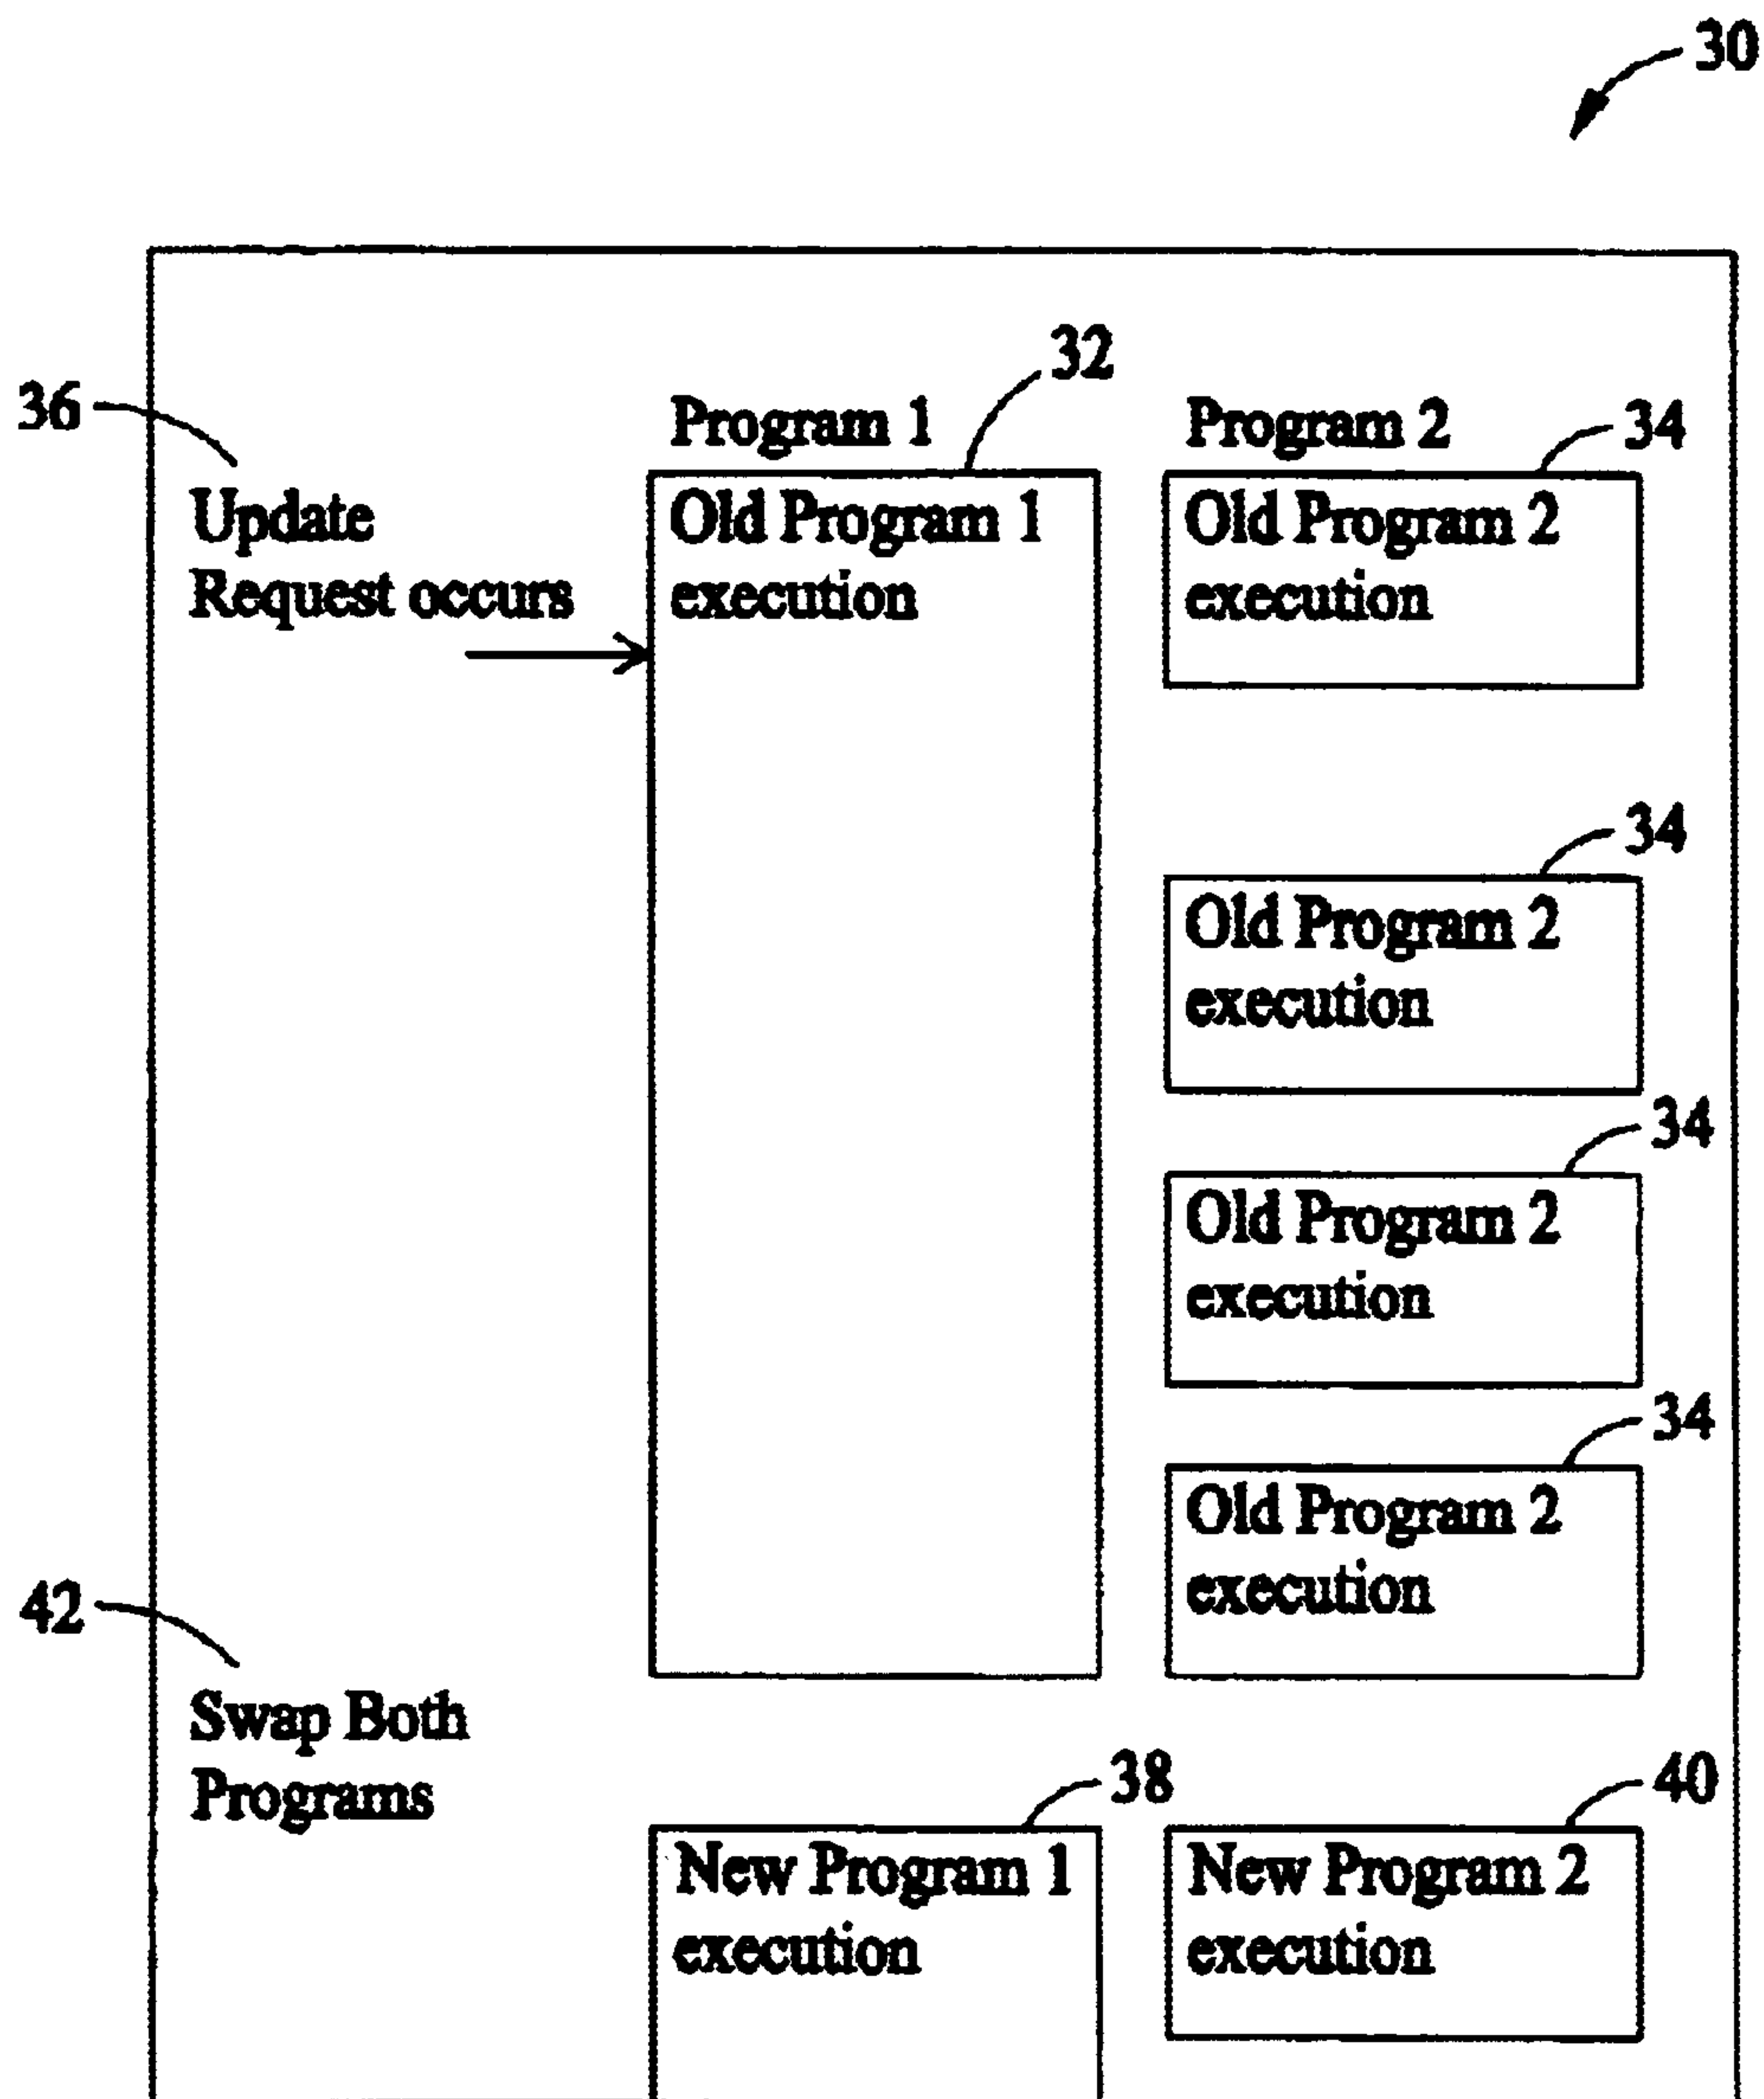 30
32
36
Program 1
Program 2
34
Update
Request occurs
Old Program 1
execution
Old Program 2
execution
34
Old Program 2
execution
34
Old Program 2
execution
34
Old Program 2
execution
42
Swap Both
Programs
38
40
New Program 1
execution
New Program 2
execution